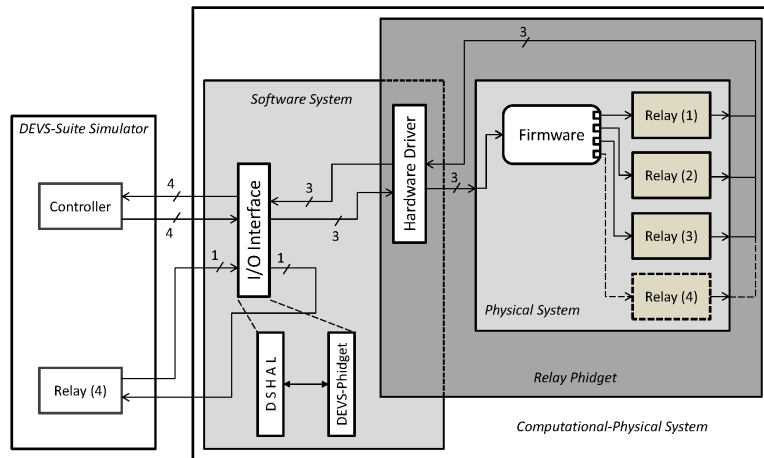 3
Software System
DEVS-Suite Simulator
Controller
4
4
1
Relay (4)
I/O Interface
3
3
1
DSHAL
DEVS-Phidget
Hardware Driver
3
Firmware
Relay (1)
Relay (2)
Relay (3)
Relay (4)
Physical System
Relay Phidget
Computational-Physical System